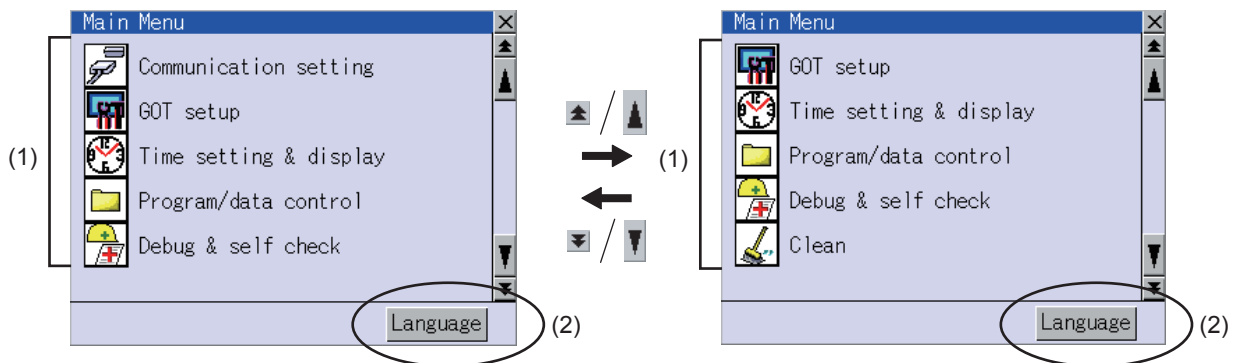 Main Menu
(1)
Communication setting
GOT setup
Time setting & display
Program/data control
Debug & self check
Language
(2)
/
/
Main Menu
(1)
GOT setup
Time setting & display
Program/data control
Debug & self check
Clean
Language
(2)